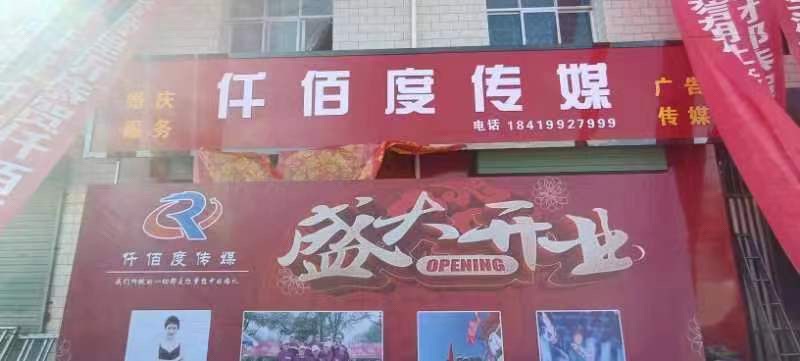 婚庆
服务
仟佰度传媒
电话 18419927999
广告
传媒
仟佰度传媒
盛大开业
OPENING